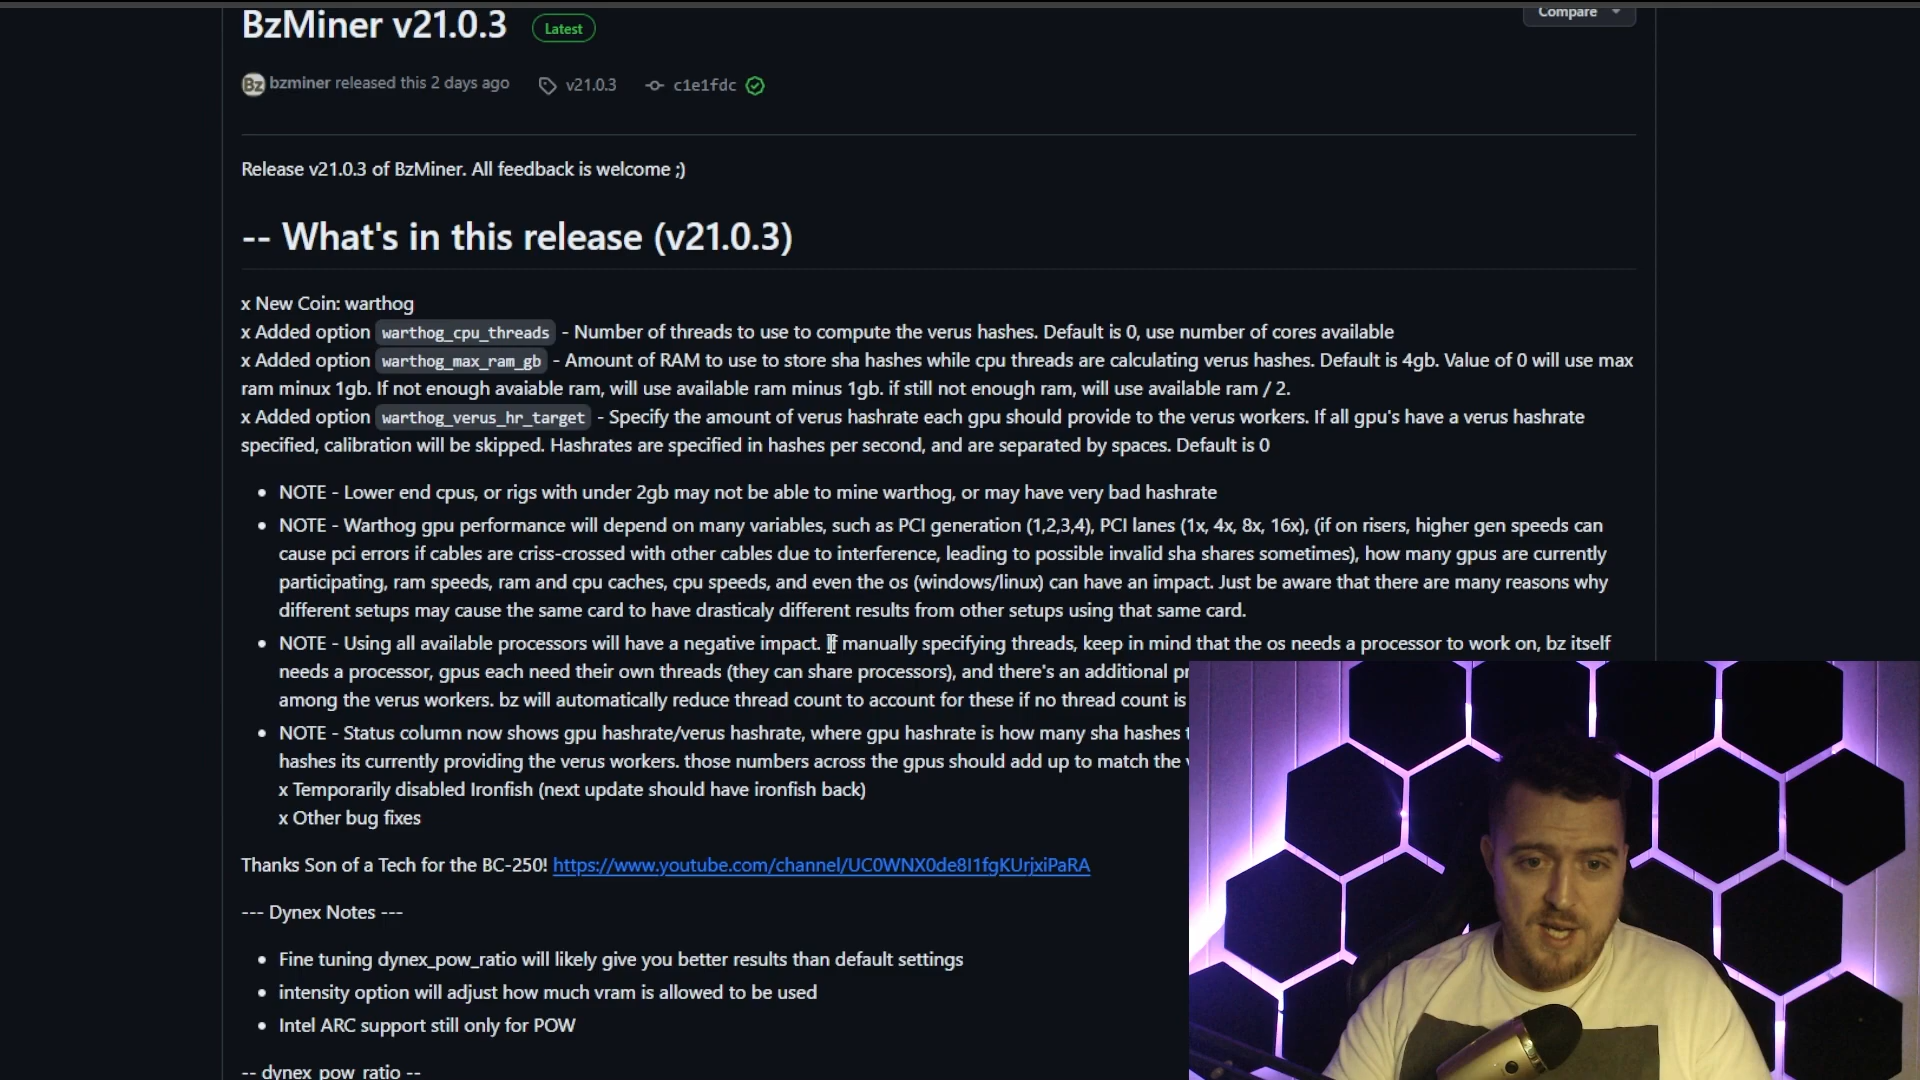 BzMiner v21.0.3 Latest
Compare
Bz bzminer released this 2 days ago v21.0.3 c1e1fdc
Release v21.0.3 of BzMiner. All feedback is welcome ;)
-- What's in this release (v21.0.3)
x New Coin: warthog
x Added option warthog_cpu_threads - Number of threads to use to compute the verus hashes. Default is 0, use number of cores available
x Added option warthog_max_ram_gb - Amount of RAM to use to store sha hashes while cpu threads are calculating verus hashes. Default is 4gb. Value of 0 will use max
ram minux 1gb. If not enough avaiable ram, will use available ram minus 1gb. if still not enough ram, will use available ram / 2.
x Added option warthog_verus_hr_target - Specify the amount of verus hashrate each gpu should provide to the verus workers. If all gpu's have a verus hashrate
specified, calibration will be skipped. Hashrates are specified in hashes per second, and are separated by spaces. Default is 0
• NOTE - Lower end cpus, or rigs with under 2gb may not be able to mine warthog, or may have very bad hashrate
• NOTE - Warthog gpu performance will depend on many variables, such as PCI generation (1,2,3,4), PCI lanes (1x, 4x, 8x, 16x), (if on risers, higher gen speeds can
cause pci errors if cables are criss-crossed with other cables due to interference, leading to possible invalid sha shares sometimes), how many gpus are currently
participating, ram speeds, ram and cpu caches, cpu speeds, and even the os (windows/linux) can have an impact. Just be aware that there are many reasons why
different setups may cause the same card to have drasticaly different results from other setups using that same card.
• NOTE - Using all available processors will have a negative impact. If manually specifying threads, keep in mind that the os needs a processor to work on, bz itself
needs a processor, gpus each need their own threads (they can share processors), and there's an additional
among the verus workers. bz will automatically reduce thread count to account for these if no thread count is
• NOTE - Status column now shows gpu hashrate/verus hashrate, where gpu hashrate is how many sha hashes
hashes its currently providing the verus workers. those numbers across the gpus should add up to match the
x Temporarily disabled Ironfish (next update should have ironfish back)
x Other bug fixes
Thanks Son of a Tech for the BC-250! https://www.youtube.com/channel/UC0WNX0de8I1fgKUrjxiPaRA
--- Dynex Notes ---
• Fine tuning dynex_pow_ratio will likely give you better results than default settings
• intensity option will adjust how much vram is allowed to be used
• Intel ARC support still only for POW
-- dynex_pow_ratio --